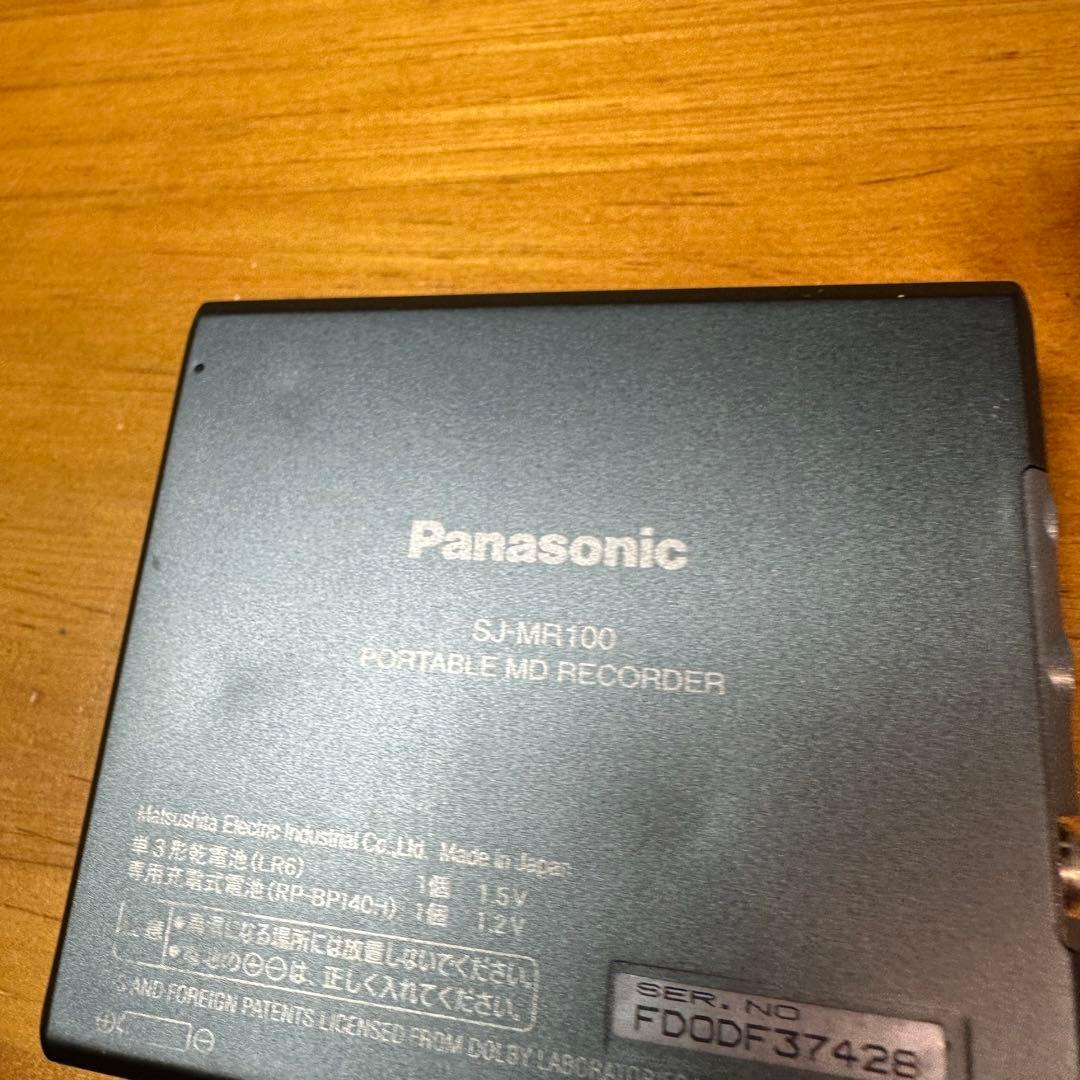 Panasonic
SJ-MR100
PORTABLE MD RECORDER
Matsushita Electric Industrial Co.,Ltd. Made in Japan
単3形乾電池(LR6) 1個 1.5V
専用充電式電池(RP-BP140H) 1個 1.2V
•高温になる場所には放置しないでください。
•電池の⊕⊖は、正しく入れてください。
AND FOREIGN PATENTS LICENSED FROM DOLBY LABORATORIES
⊕ ⊖
SER. NO
FD0DF37428